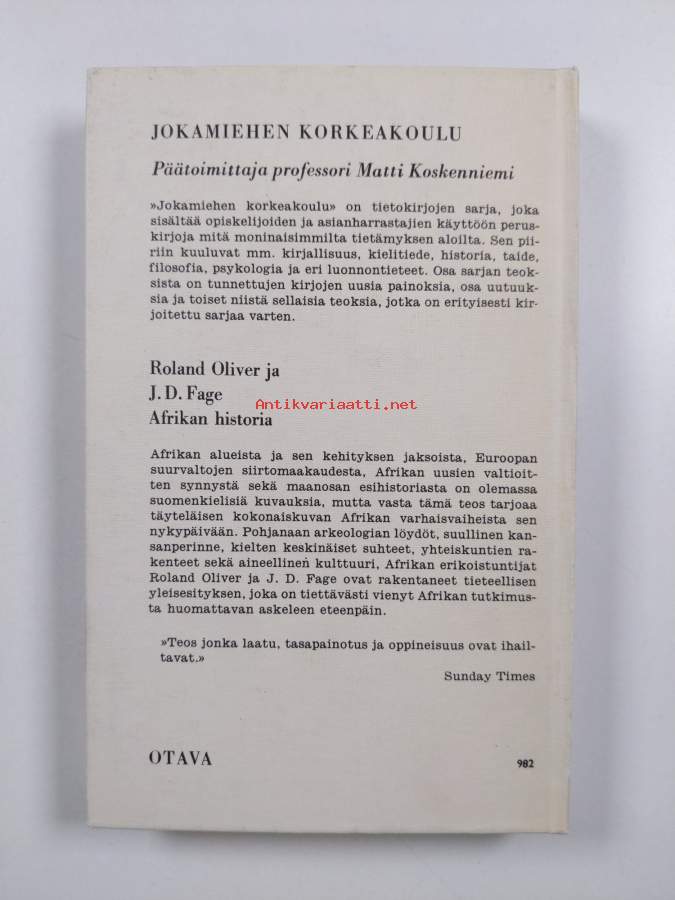 JOKAMIEHEN KORKEAKOULU
Päätoimittaja professori Matti Koskenniemi
»Jokamiehen korkeakoulu» on tietokirjojen sarja, joka
sisältää opiskelijoiden ja asianharrastajien käyttöön perus-
kirjoja mitä moninaisimmilta tietämyksen aloilta. Sen pii-
riin kuuluvat mm. kirjallisuus, kielitiede, historia, taide,
filosofia, psykologia ja eri luonnontieteet. Osa sarjan teok-
sista on tunnettujen kirjojen uusia painoksia, osa uutuuk-
sia ja toiset niistä sellaisia teoksia, jotka on erityisesti kir-
joitettu sarjaa varten.
Roland Oliver ja
J. D. Fage
Antikvariaatti.net
Afrikan historia
Afrikan alueista ja sen kehityksen jaksoista, Euroopan
suurvaltojen siirtomaakaudesta, Afrikan uusien valtioit-
ten synnystä sekä maanosan esihistoriasta on olemassa
suomenkielisiä kuvauksia, mutta vasta tämä teos tarjoaa
täyteläisen kokonaiskuvan Afrikan varhaisvaiheista sen
nykypäivään. Pohjanaan arkeologian löydöt, suullinen kan-
sanperinne, kielten keskinäiset suhteet, yhteiskuntien ra-
kenteet sekä aineellinen kulttuuri, Afrikan erikoistuntijat
Roland Oliver ja J. D. Fage ovat rakentaneet tieteellisen
yleisesityksen, joka on tiettävästi vienyt Afrikan tutkimus-
ta huomattavan askeleen eteenpäin.
»Teos jonka laatu, tasapainotus ja oppineisuus ovat ihail-
tavat.»
Sunday Times
OTAVA
982